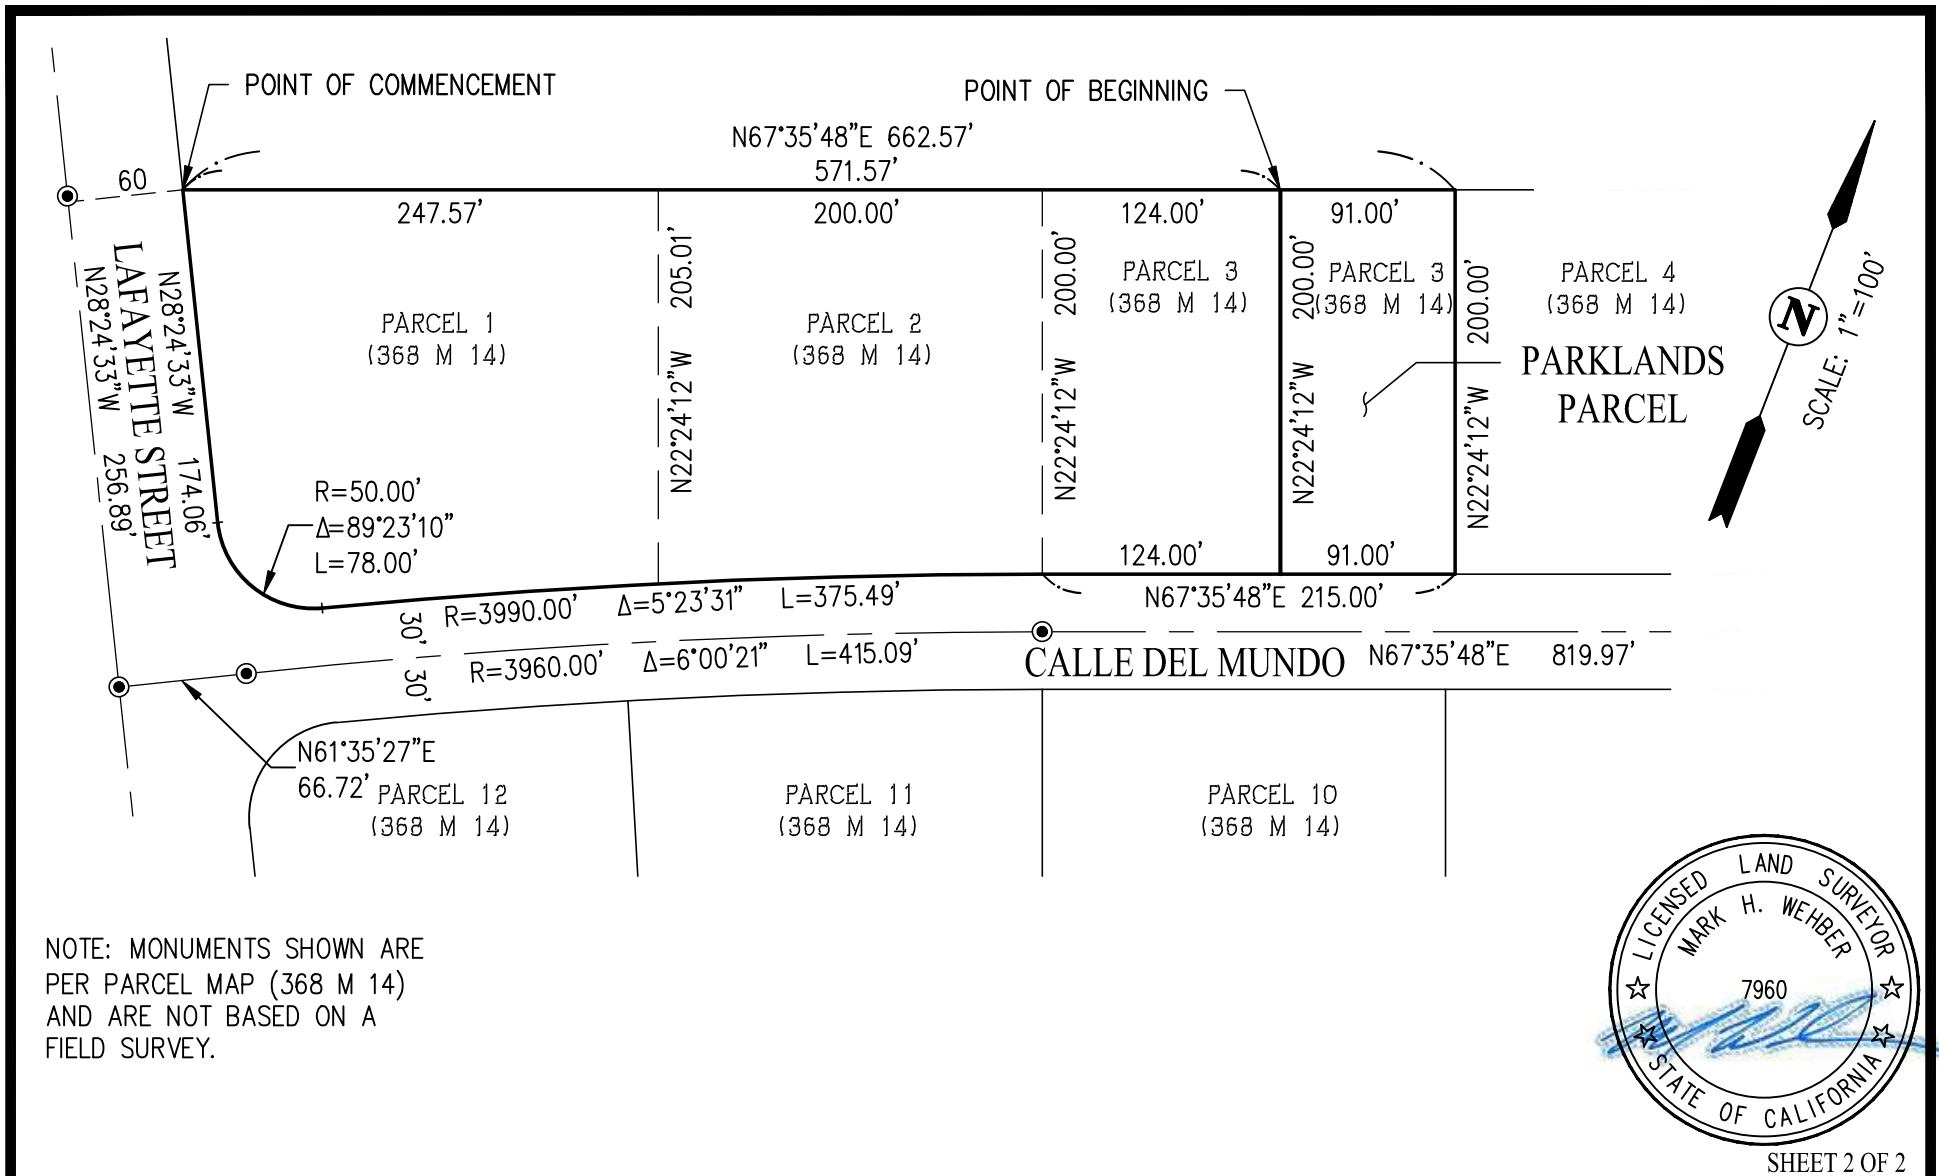 POINT OF COMMENCEMENT
POINT OF BEGINNING
N67°35'48"E 662.57'
571.57'
60
247.57'
200.00'
124.00'
91.00'
LAFAYETTE STREET
N28°24'33"W 174.06'
N28°24'33"W 256.89'
PARCEL 1
(368 M 14)
N22°24'12"W 205.01'
PARCEL 2
(368 M 14)
N22°24'12"W 200.00'
PARCEL 3
(368 M 14)
N22°24'12"W 200.00'
PARCEL 3
(368 M 14)
N22°24'12"W 200.00'
PARCEL 4
(368 M 14)
PARKLANDS
PARCEL
N
SCALE: 1"=100'
R=50.00'
Δ=89°23'10"
L=78.00'
124.00'
91.00'
R=3990.00' Δ=5°23'31" L=375.49'
N67°35'48"E 215.00'
30'
30'
R=3960.00' Δ=6°00'21" L=415.09'
CALLE DEL MUNDO
N67°35'48"E 819.97'
N61°35'27"E
66.72'
PARCEL 12
(368 M 14)
PARCEL 11
(368 M 14)
PARCEL 10
(368 M 14)
NOTE: MONUMENTS SHOWN ARE
PER PARCEL MAP (368 M 14)
AND ARE NOT BASED ON A
FIELD SURVEY.
LICENSED LAND SURVEYOR
MARK H. WEHBER
7960
STATE OF CALIFORNIA
SHEET 2 OF 2